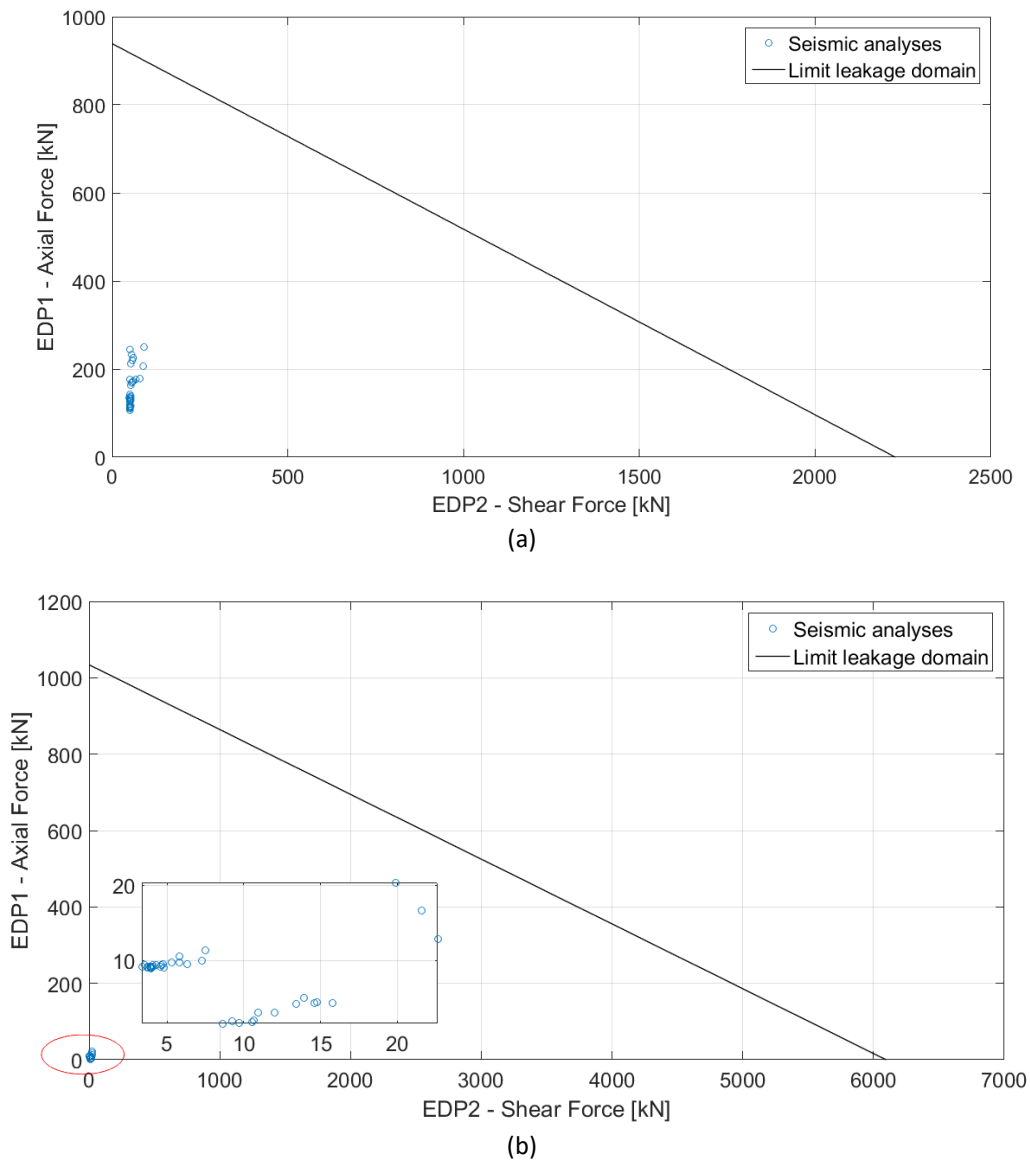 1000
800
600
400
200
0
EDP1 - Axial Force [kN]
Seismic analyses
Limit leakage domain
0 500 1000 1500 2000 2500
EDP2 - Shear Force [kN]
(a)
1200
1000
800
600
400
200
0
EDP1 - Axial Force [kN]
Seismic analyses
Limit leakage domain
20
10
5 10 15 20
0 1000 2000 3000 4000 5000 6000 7000
EDP2 - Shear Force [kN]
(b)